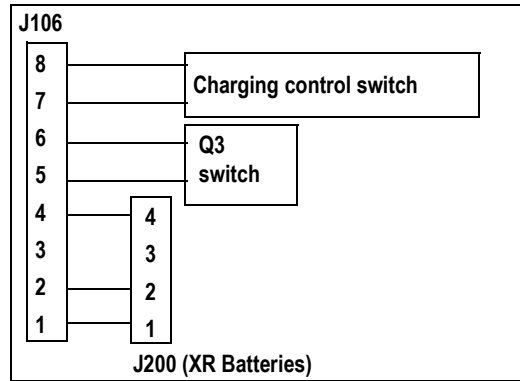 J106
8
7
6
5
4
3
2
1
Charging control switch
Q3
switch
4
3
2
1
J200 (XR Batteries)